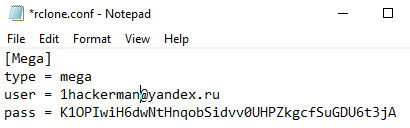 *rclone.conf - Notepad
File Edit Format View Help
[Mega]
type = mega
user = 1hackerman@yandex.ru
pass = K1OPIwiH6dwNtHnqobSidvv0UHPZkgcfSuGDU6t3jA